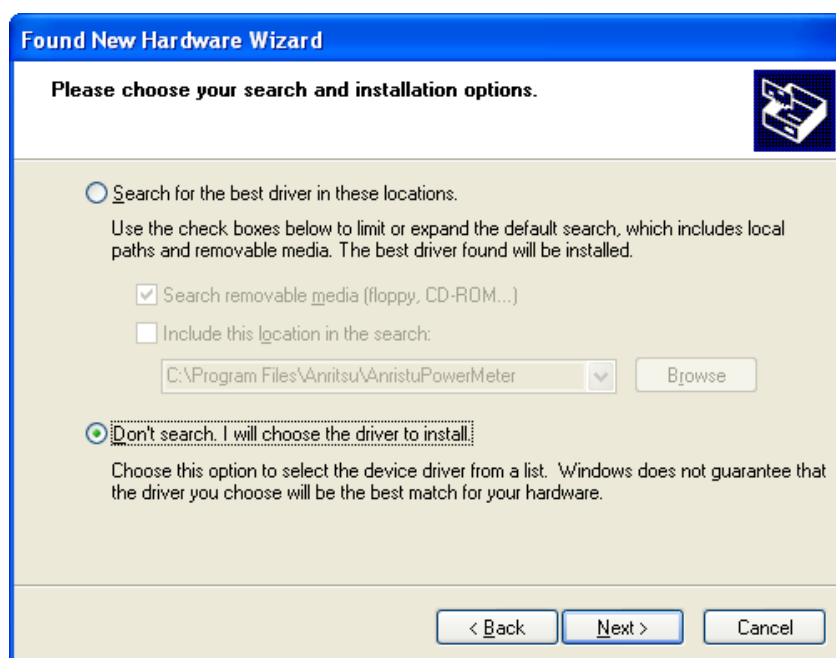 Found New Hardware Wizard
Please choose your search and installation options.
Search for the best driver in these locations.
Use the check boxes below to limit or expand the default search, which includes local
paths and removable media. The best driver found will be installed.
Search removable media (floppy, CD-ROM...)
Include this location in the search:
C:\Program Files\Anritsu\AnristuPowerMeter
Browse
Don't search. I will choose the driver to install.
Choose this option to select the device driver from a list. Windows does not guarantee that
the driver you choose will be the best match for your hardware.
< Back Next > Cancel